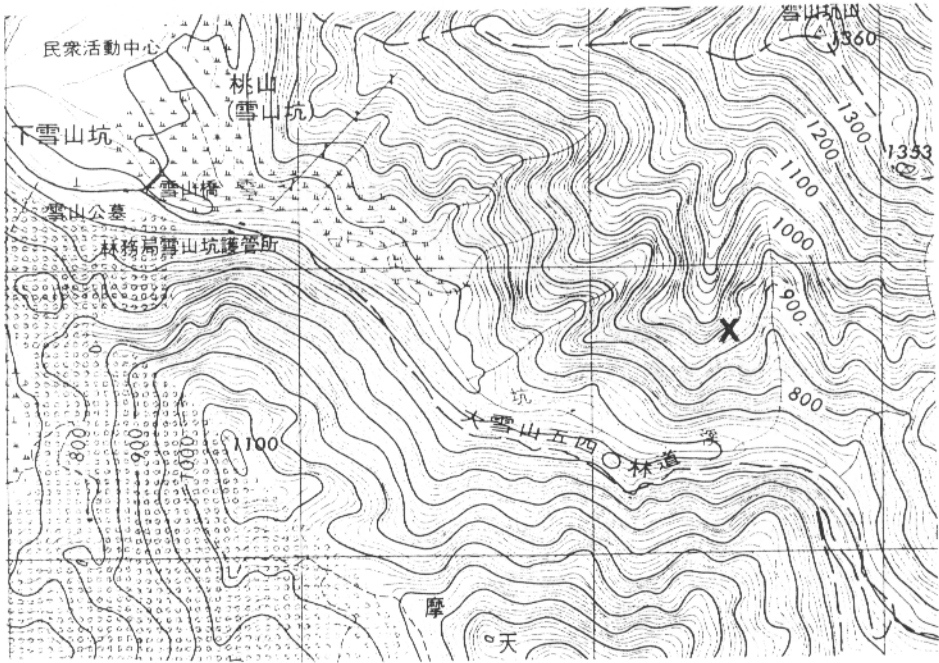 雪山坑山
1360
民眾活動中心
桃山
(雪山坑)
下雪山坑
1300
1200
1353
1100
雪山橋
雪山公墓
1000
林務局雪山坑護管所
900
X
坑
800
大雪山五四〇林道
溪
800
900
1000
1100
摩
天